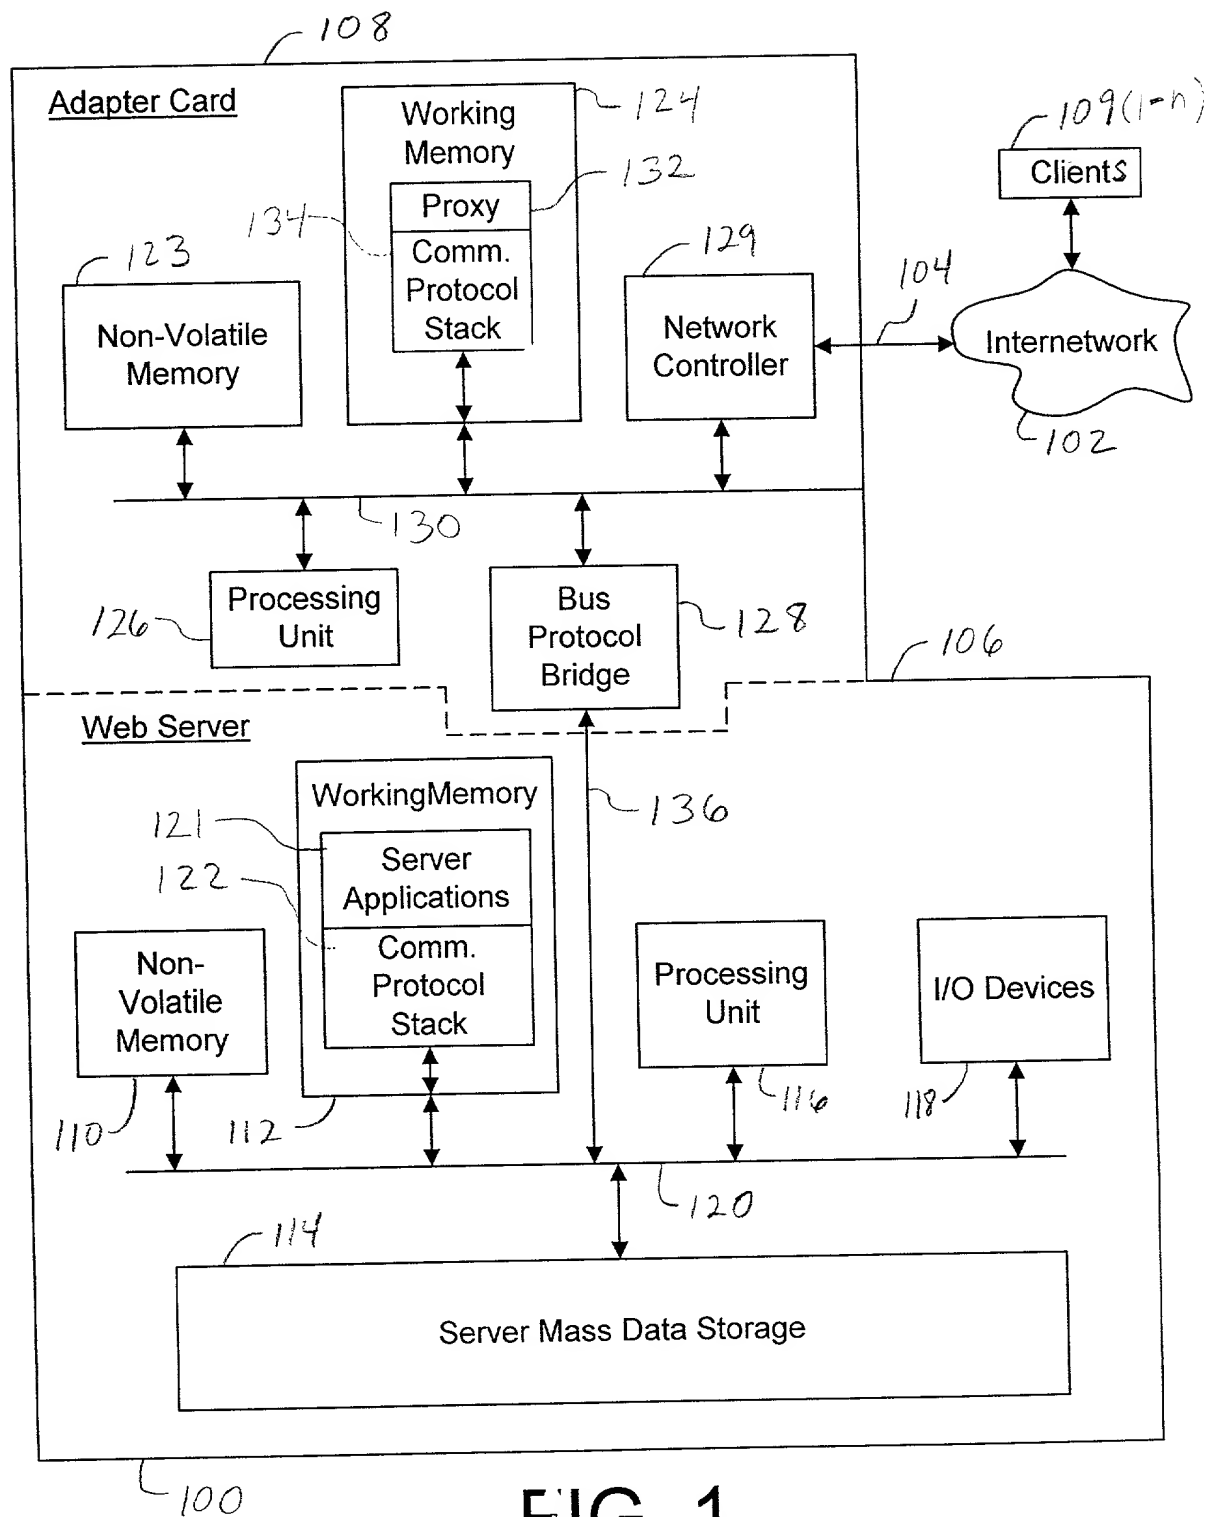 108
Adapter Card
Working
Memory
124
109(1-n)
Clients
132
Proxy
134
Comm.
Protocol
Stack
123
Non-Volatile
Memory
129
Network
Controller
104
Internetwork
102
130
Processing
Unit
126
Bus
Protocol
Bridge
128
106
Web Server
WorkingMemory
136
121
Server
Applications
122
Comm.
Protocol
Stack
Non-
Volatile
Memory
Processing
Unit
I/O Devices
110
112
116
118
120
114
Server Mass Data Storage
100
FIG. 1